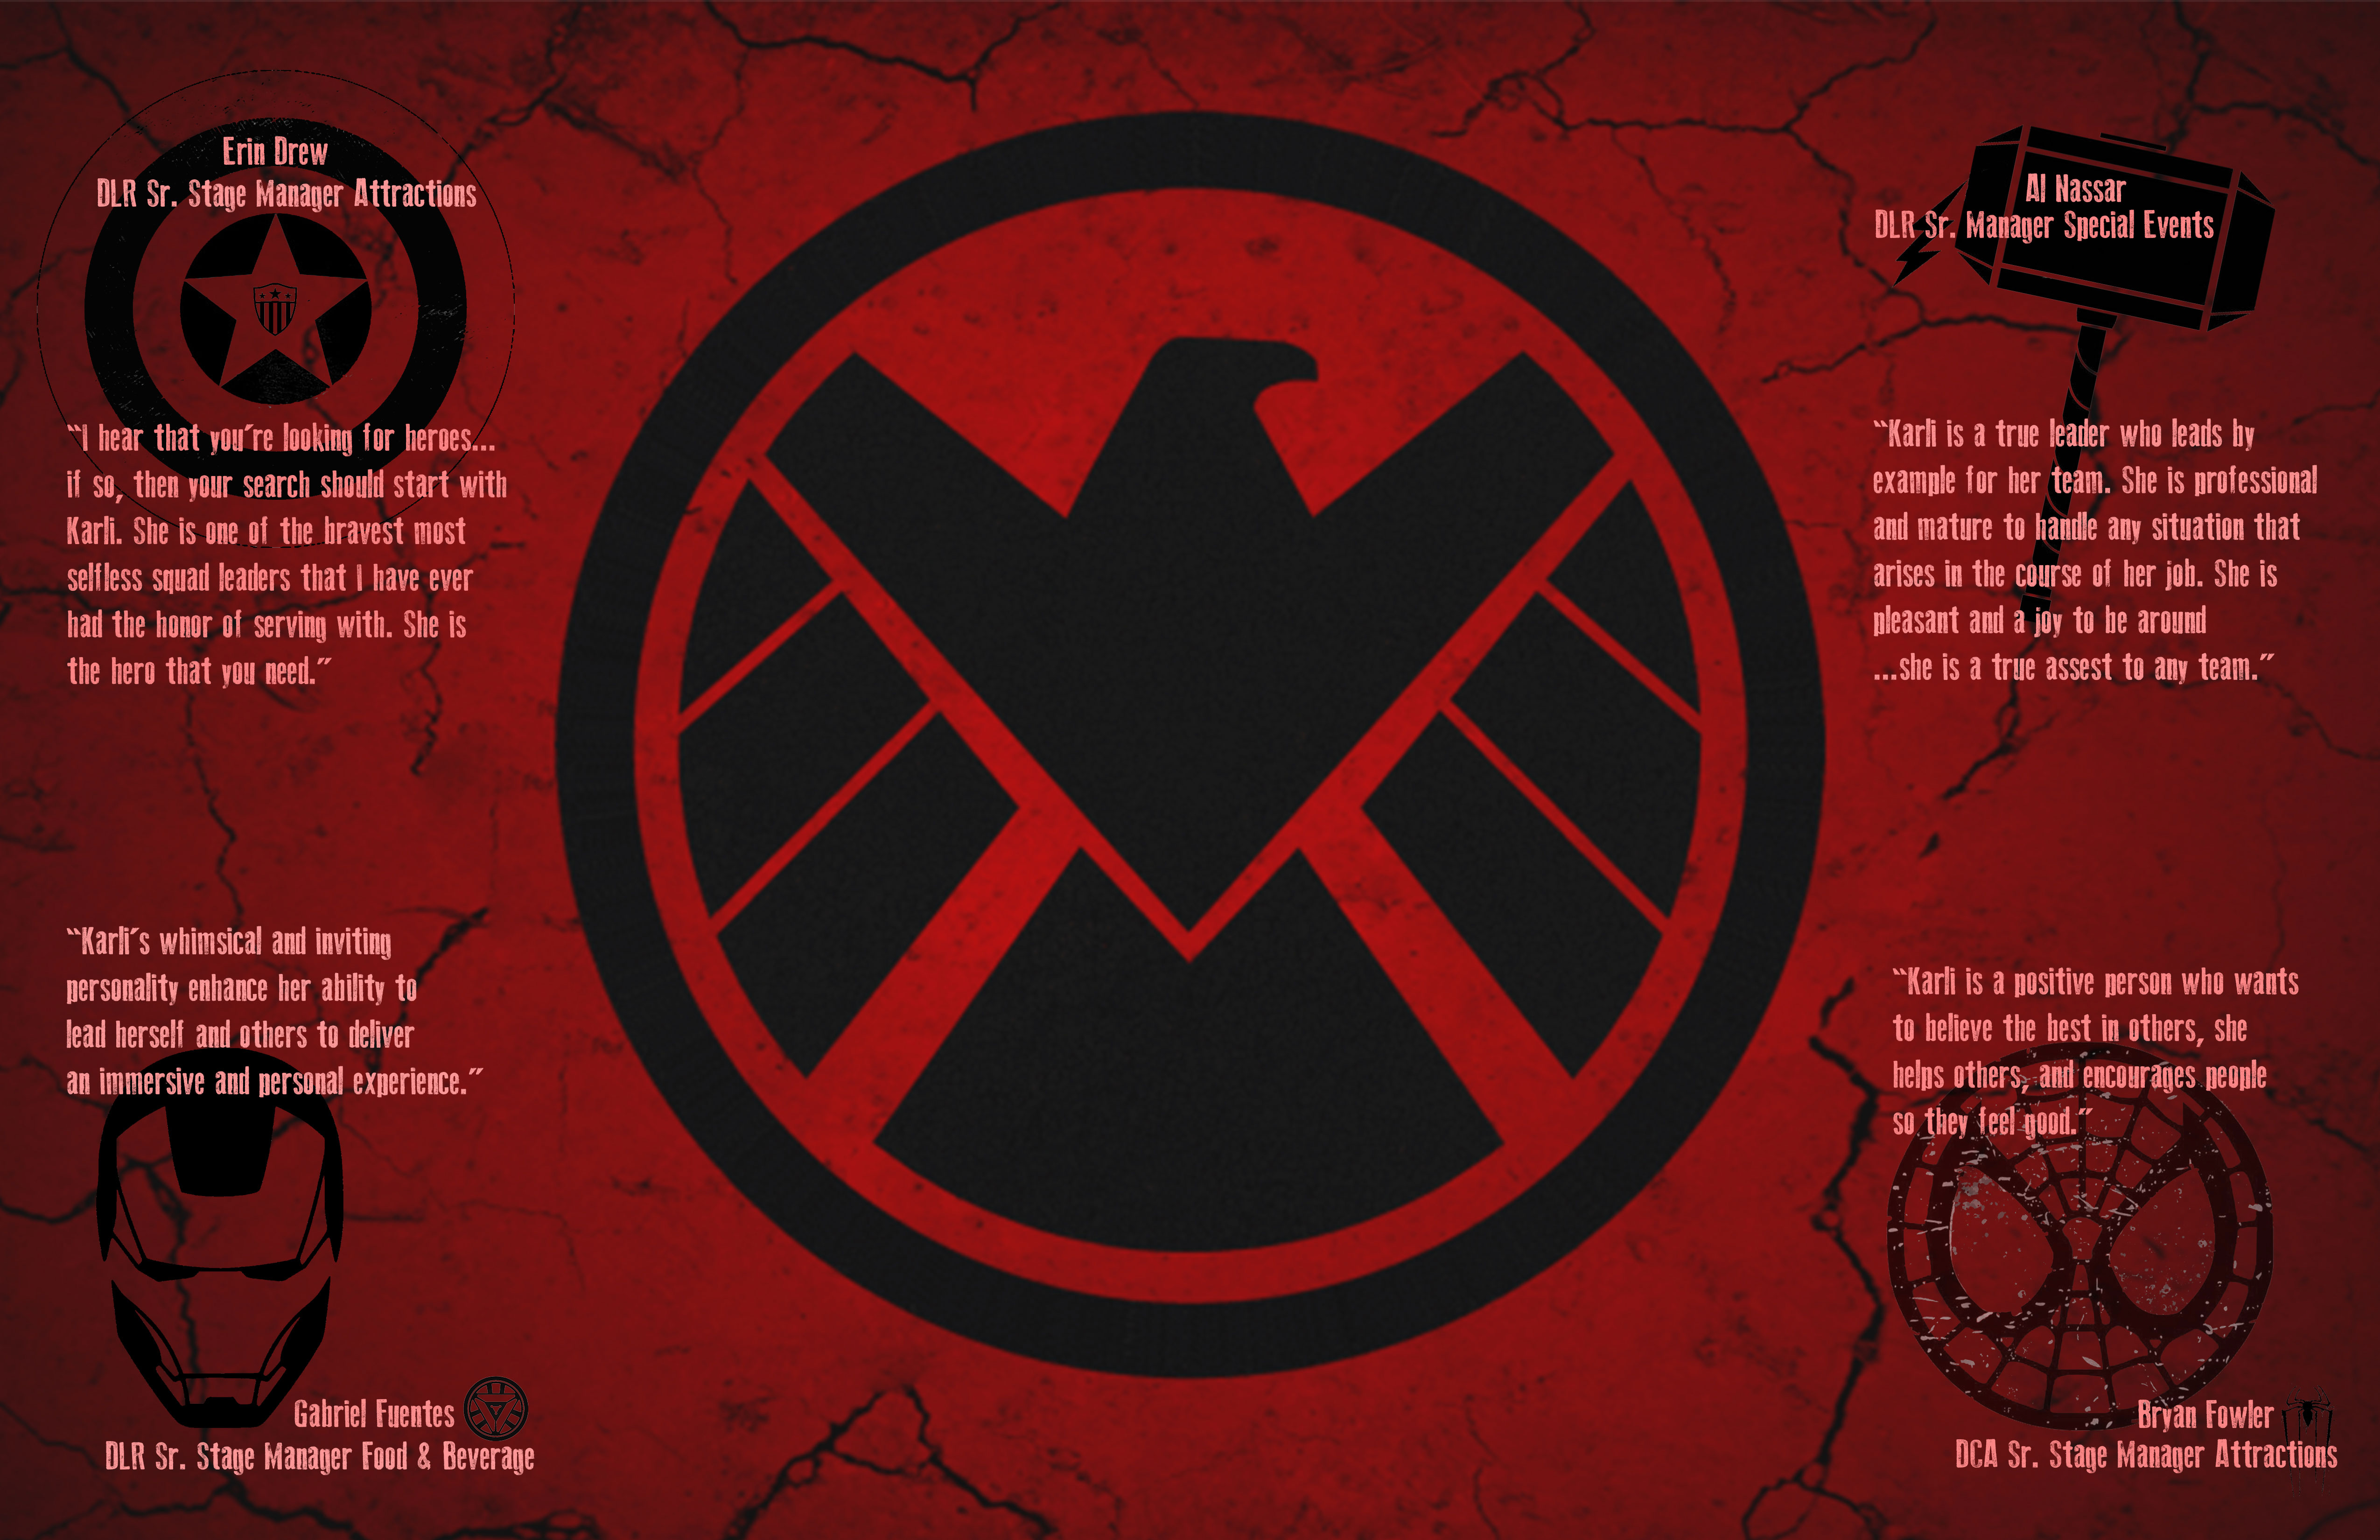 Erin Drew
DLR Sr. Stage Manager Attractions
“I hear that you’re looking for heroes...
if so, then your search should start with
Karli. She is one of the bravest most
selfless squad leaders that I have ever
had the honor of serving with. She is
the hero that you need.”
Al Nassar
DLR Sr. Manager Special Events
“Karli is a true leader who leads by
example for her team. She is professional
and mature to handle any situation that
arises in the course of her job. She is
pleasant and a joy to be around
...she is a true assest to any team.”
“Karli’s whimsical and inviting
personality enhance her ability to
lead herself and others to deliver
an immersive and personal experience.”
Gabriel Fuentes
DLR Sr. Stage Manager Food & Beverage
“Karli is a positive person who wants
to believe the best in others, she
helps others, and encourages people
so they feel good.”
Bryan Fowler
DCA Sr. Stage Manager Attractions